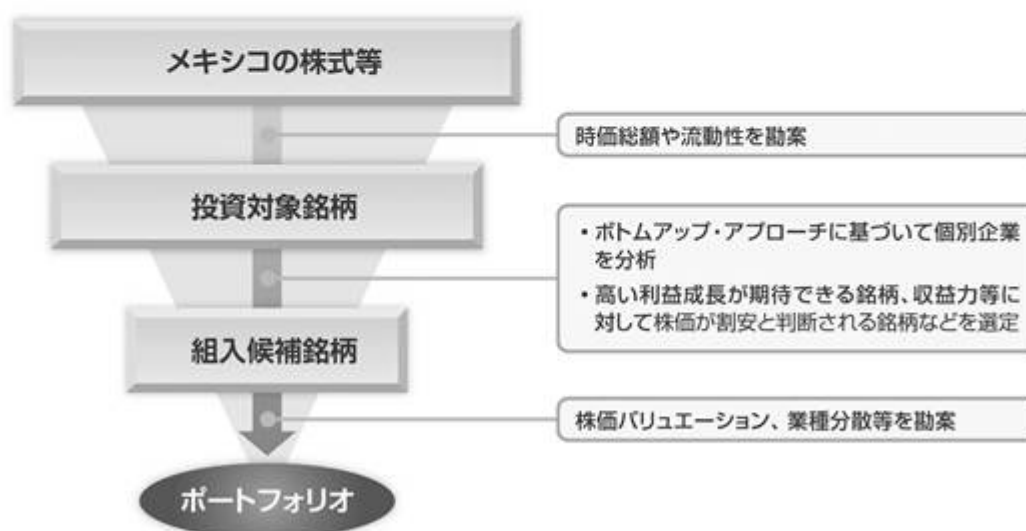 メキシコの株式等
時価総額や流動性を勘案
投資対象銘柄
・ボトムアップ・アプローチに基づいて個別企業
を分析
・高い利益成長が期待できる銘柄、収益力等に
対して株価が割安と判断される銘柄などを選定
組入候補銘柄
株価バリュエーション、業種分散等を勘案
ポートフォリオ